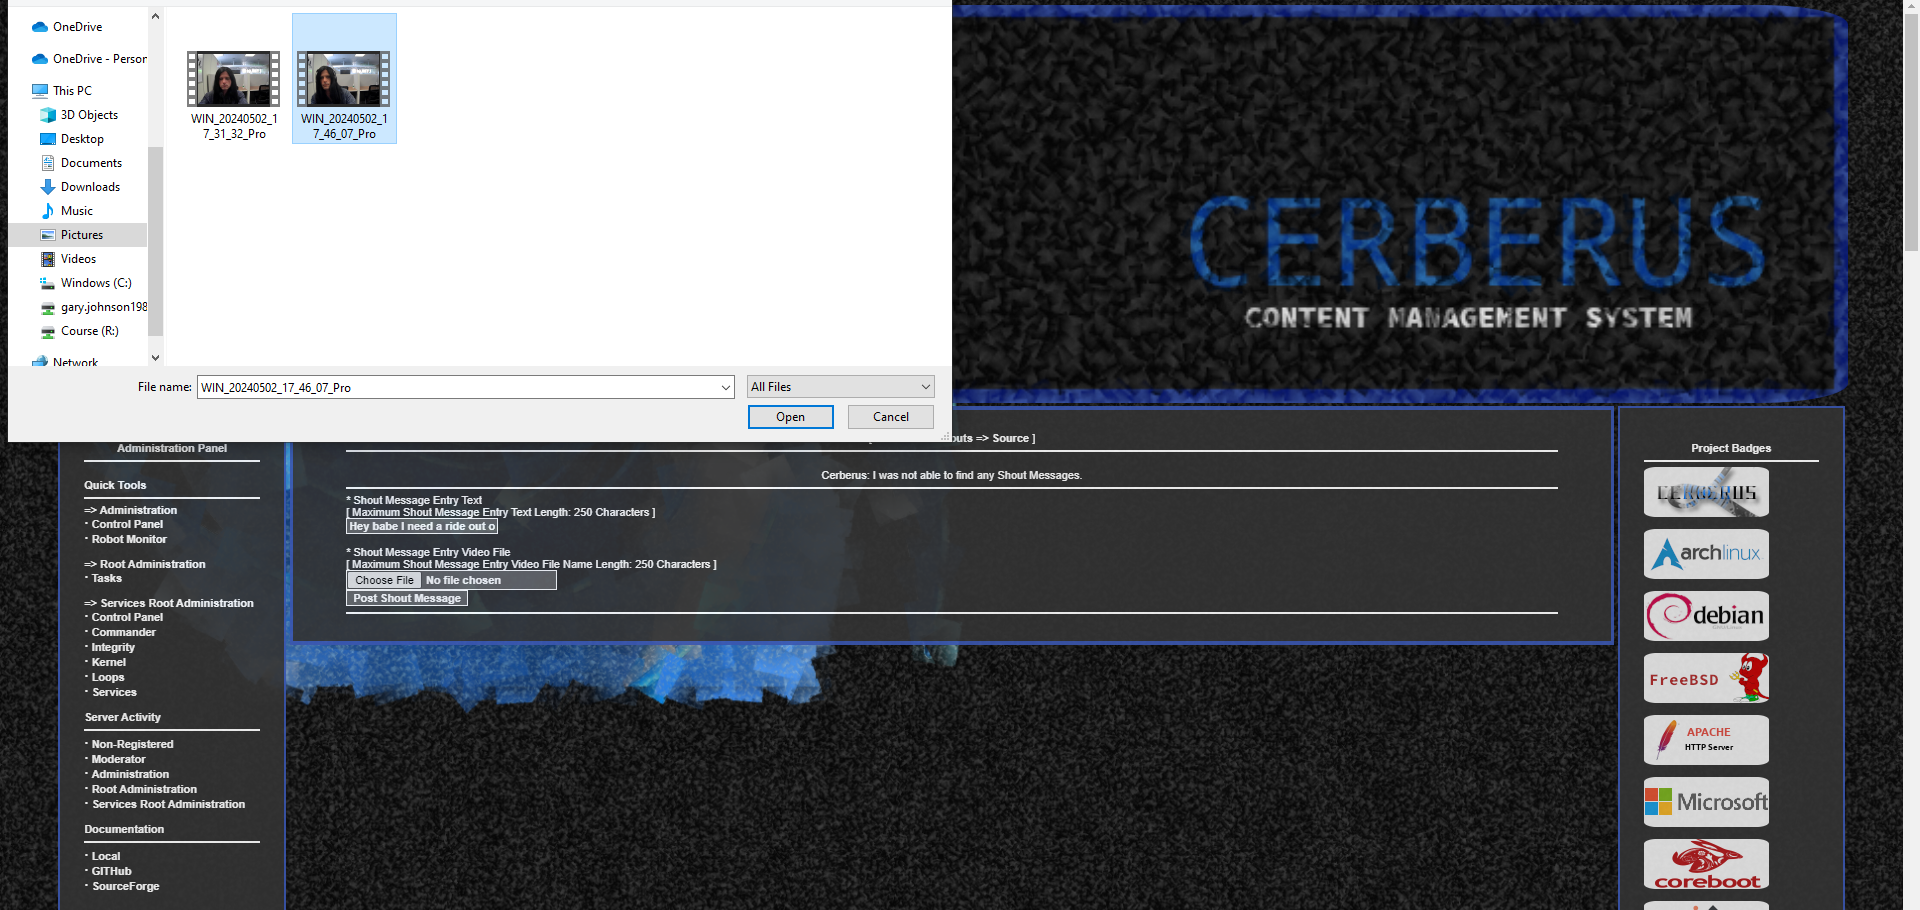 OneDrive
OneDrive - Person
This PC
3D Objects
Desktop
Documents
Downloads
Music
Pictures
Videos
Windows (C:)
gary.johnson198
Course (R:)
Network
WIN_20240502_1
7_31_32_Pro
WIN_20240502_1
7_46_07_Pro
File name:
WIN_20240502_17_46_07_Pro
All Files
Open
Cancel
CERBERUS
CONTENT MANAGEMENT SYSTEM
Administration Panel
Quick Tools
=> Administration
· Control Panel
· Robot Monitor
=> Root Administration
· Tasks
=> Services Root Administration
· Control Panel
· Commander
· Integrity
· Kernel
· Loops
· Services
Server Activity
· Non-Registered
· Moderator
· Administration
· Root Administration
· Services Root Administration
Documentation
· Local
· GITHub
· SourceForge
=> Source ]
Cerberus: I was not able to find any Shout Messages.
* Shout Message Entry Text
[ Maximum Shout Message Entry Text Length: 250 Characters ]
Hey babe I need a ride out o
* Shout Message Entry Video File
[ Maximum Shout Message Entry Video File Name Length: 250 Characters ]
Choose File No file chosen
Post Shout Message
Project Badges
CERBERUS
archlinux
debian
FreeBSD
APACHE
HTTP Server
Microsoft
coreboot